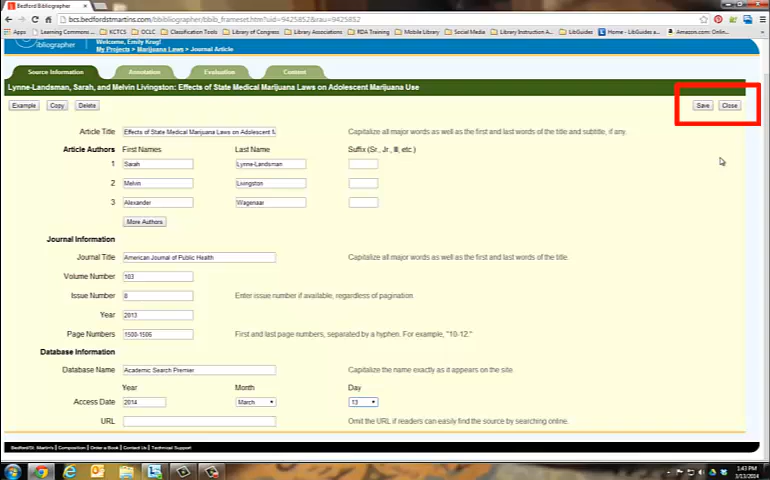 Bedford Bibliographer
bcs.bedfordstmartins.com/bbibliographer/bbib_frameset.htm?uid=9425852&rau=9425852
Apps Learning Commons ... KCTCS OCLC Classification Tools Library of Congress Library Associations RDA Training Mobile Library Social Media Library Instruction A... LibGuides Home - LibGuides at Amazon.com: Onlin...
ibliographer
Welcome, Emily Krug!
My Projects > Marijuana Laws > Journal Article
Source Information Annotation Evaluation Content
Lynne-Landsman, Sarah, and Melvin Livingston: Effects of State Medical Marijuana Laws on Adolescent Marijuana Use
Example Copy Delete Save Close
Article Title Effects of State Medical Marijuana Laws on Adolescent M Capitalize all major words as well as the first and last words of the title and subtitle, if any.
Article Authors First Names Last Name Suffix (Sr., Jr., III, etc.)
1 Sarah Lynne-Landsman
2 Melvin Livingston
3 Alexander Wagenaar
More Authors
Journal Information
Journal Title American Journal of Public Health Capitalize all major words as well as the first and last words of the title.
Volume Number 103
Issue Number 8 Enter issue number if available, regardless of pagination
Year 2013
Page Numbers 1500-1506 First and last page numbers, separated by a hyphen. For example, "10-12."
Database Information
Database Name Academic Search Premier Capitalize the name exactly as it appears on the site.
Year Month Day
Access Date 2014 March 13
URL Omit the URL if readers can easily find the source by searching online.
Bedford/St. Martin's | Composition | Order a Book | Contact Us | Technical Support
1:43 PM
3/13/2014